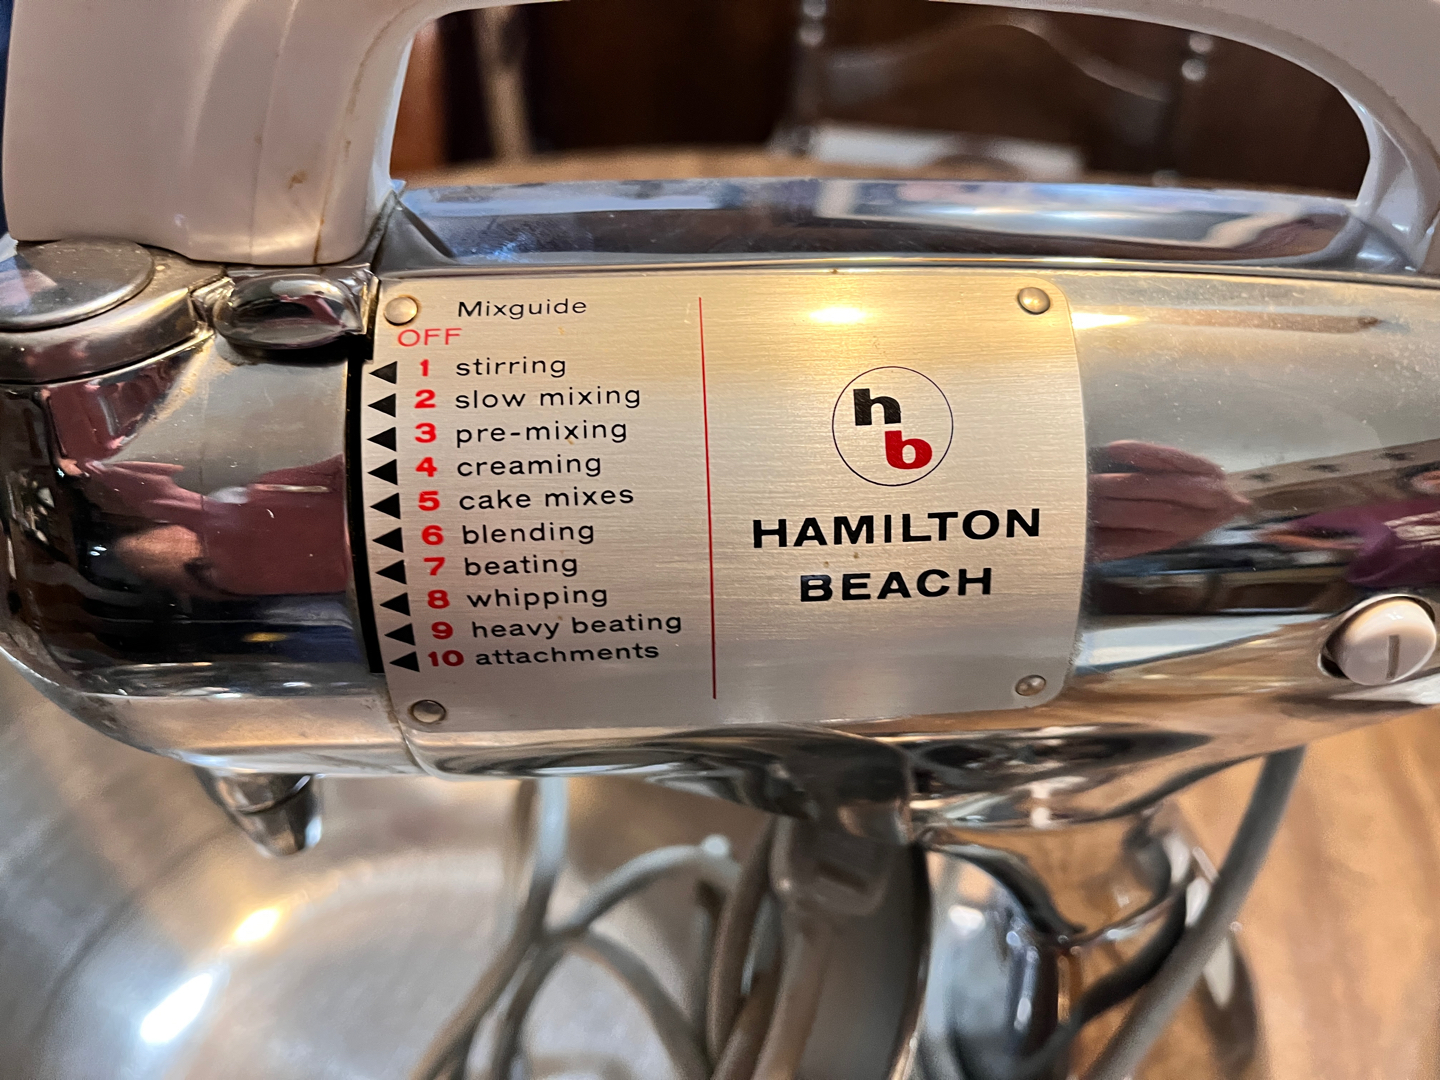 Mixguide
OFF
1 stirring
2 slow mixing
3 pre-mixing
4 creaming
5 cake mixes
6 blending
7 beating
8 whipping
9 heavy beating
10 attachments
h
b
HAMILTON
BEACH